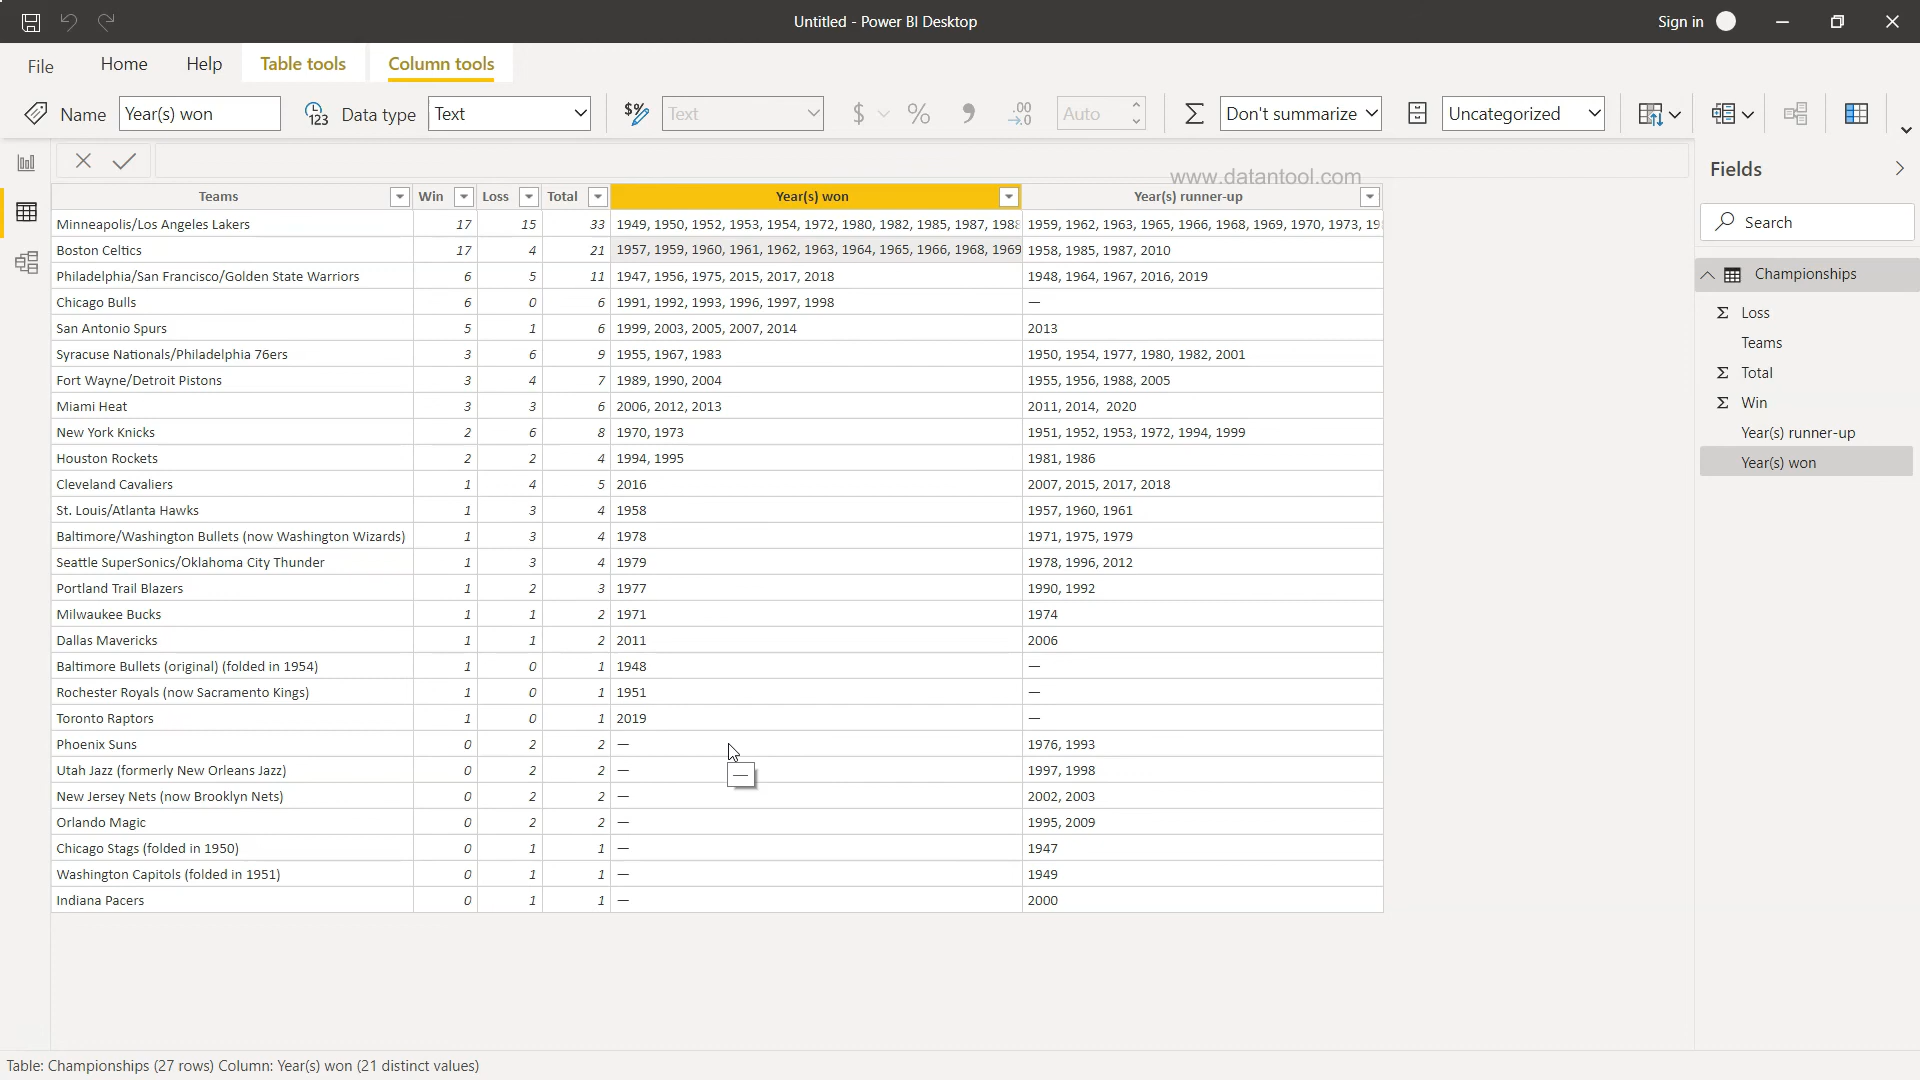 Untitled - Power BI Desktop
Sign in
File
Home
Help
Table tools
Column tools
Name
Year(s) won
123
Data type
Text
$%
Text
$
%
,
.00
→.0
Auto
Σ
Don't summarize
Uncategorized
www.datantool.com
Teams Win Loss Total Year(s) won Year(s) runner-up
Minneapolis/Los Angeles Lakers 17 15 33 1949, 1950, 1952, 1953, 1954, 1972, 1980, 1982, 1985, 1987, 1988 1959, 1962, 1963, 1965, 1966, 1968, 1969, 1970, 1973,
Boston Celtics 17 4 21 1957, 1959, 1960, 1961, 1962, 1963, 1964, 1965, 1966, 1968, 1969 1958, 1985, 1987, 2010
Philadelphia/San Francisco/Golden State Warriors 6 5 11 1947, 1956, 1975, 2015, 2017, 2018 1948, 1964, 1967, 2016, 2019
Chicago Bulls 6 0 6 1991, 1992, 1993, 1996, 1997, 1998 —
San Antonio Spurs 5 1 6 1999, 2003, 2005, 2007, 2014 2013
Syracuse Nationals/Philadelphia 76ers 3 6 9 1955, 1967, 1983 1950, 1954, 1977, 1980, 1982, 2001
Fort Wayne/Detroit Pistons 3 4 7 1989, 1990, 2004 1955, 1956, 1988, 2005
Miami Heat 3 3 6 2006, 2012, 2013 2011, 2014, 2020
New York Knicks 2 6 8 1970, 1973 1951, 1952, 1953, 1972, 1994, 1999
Houston Rockets 2 2 4 1994, 1995 1981, 1986
Cleveland Cavaliers 1 4 5 2016 2007, 2015, 2017, 2018
St. Louis/Atlanta Hawks 1 3 4 1958 1957, 1960, 1961
Baltimore/Washington Bullets (now Washington Wizards) 1 3 4 1978 1971, 1975, 1979
Seattle SuperSonics/Oklahoma City Thunder 1 3 4 1979 1978, 1996, 2012
Portland Trail Blazers 1 2 3 1977 1990, 1992
Milwaukee Bucks 1 1 2 1971 1974
Dallas Mavericks 1 1 2 2011 2006
Baltimore Bullets (original) (folded in 1954) 1 0 1 1948 —
Rochester Royals (now Sacramento Kings) 1 0 1 1951 —
Toronto Raptors 1 0 1 2019 —
Phoenix Suns 0 2 2 — 1976, 1993
Utah Jazz (formerly New Orleans Jazz) 0 2 2 — 1997, 1998
New Jersey Nets (now Brooklyn Nets) 0 2 2 — 2002, 2003
Orlando Magic 0 2 2 — 1995, 2009
Chicago Stags (folded in 1950) 0 1 1 — 1947
Washington Capitols (folded in 1951) 0 1 1 — 1949
Indiana Pacers 0 1 1 — 2000
—
Fields
Search
Championships
Σ Loss
Teams
Σ Total
Σ Win
Year(s) runner-up
Year(s) won
Table: Championships (27 rows) Column: Year(s) won (21 distinct values)